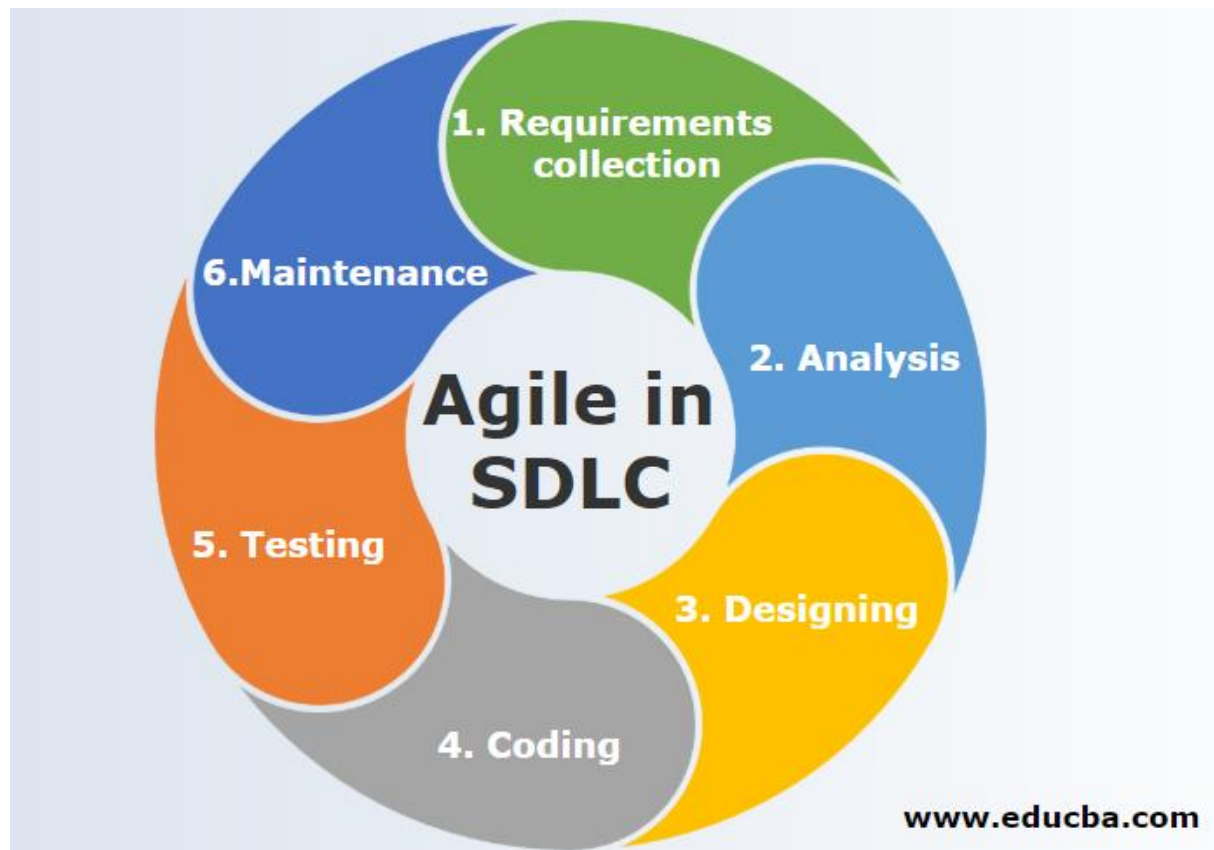 1. Requirements
collection
2. Analysis
3. Designing
4. Coding
5. Testing
6.Maintenance
Agile in
SDLC
www.educba.com